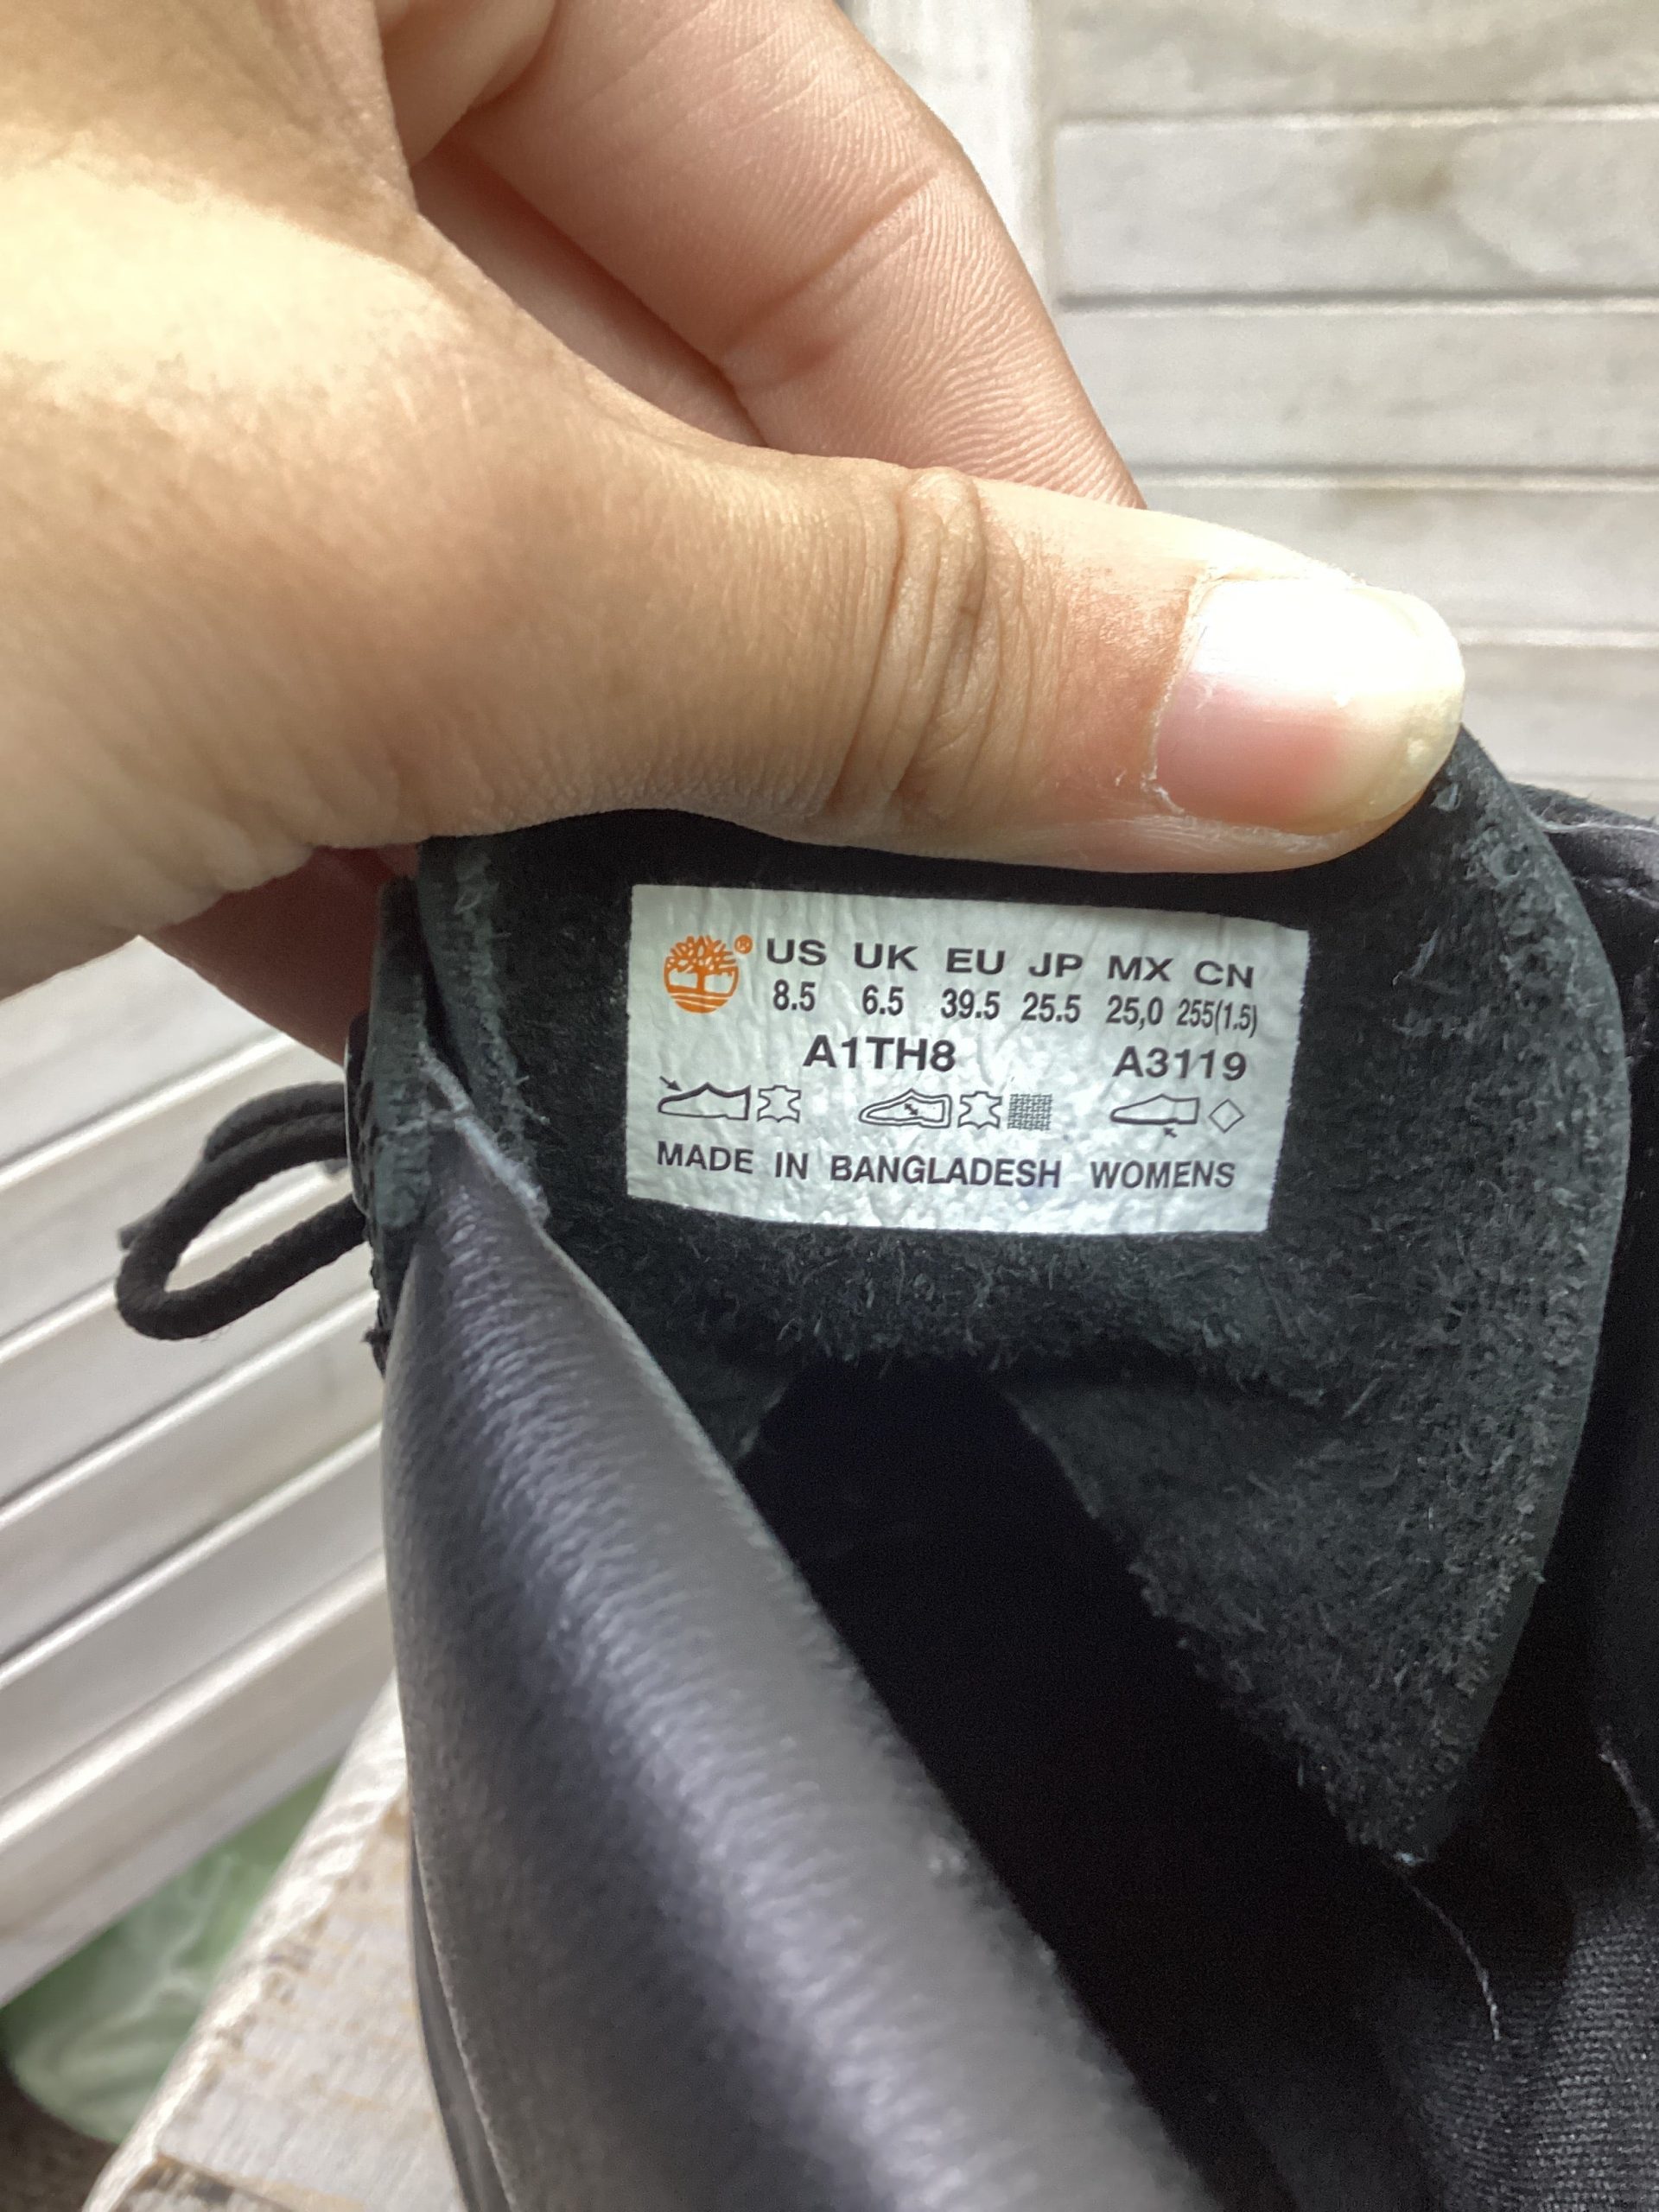 ® US UK EU JP MX CN
8.5 6.5 39.5 25.5 25,0 255(1.5)
A1TH8 A3119
MADE IN BANGLADESH WOMENS